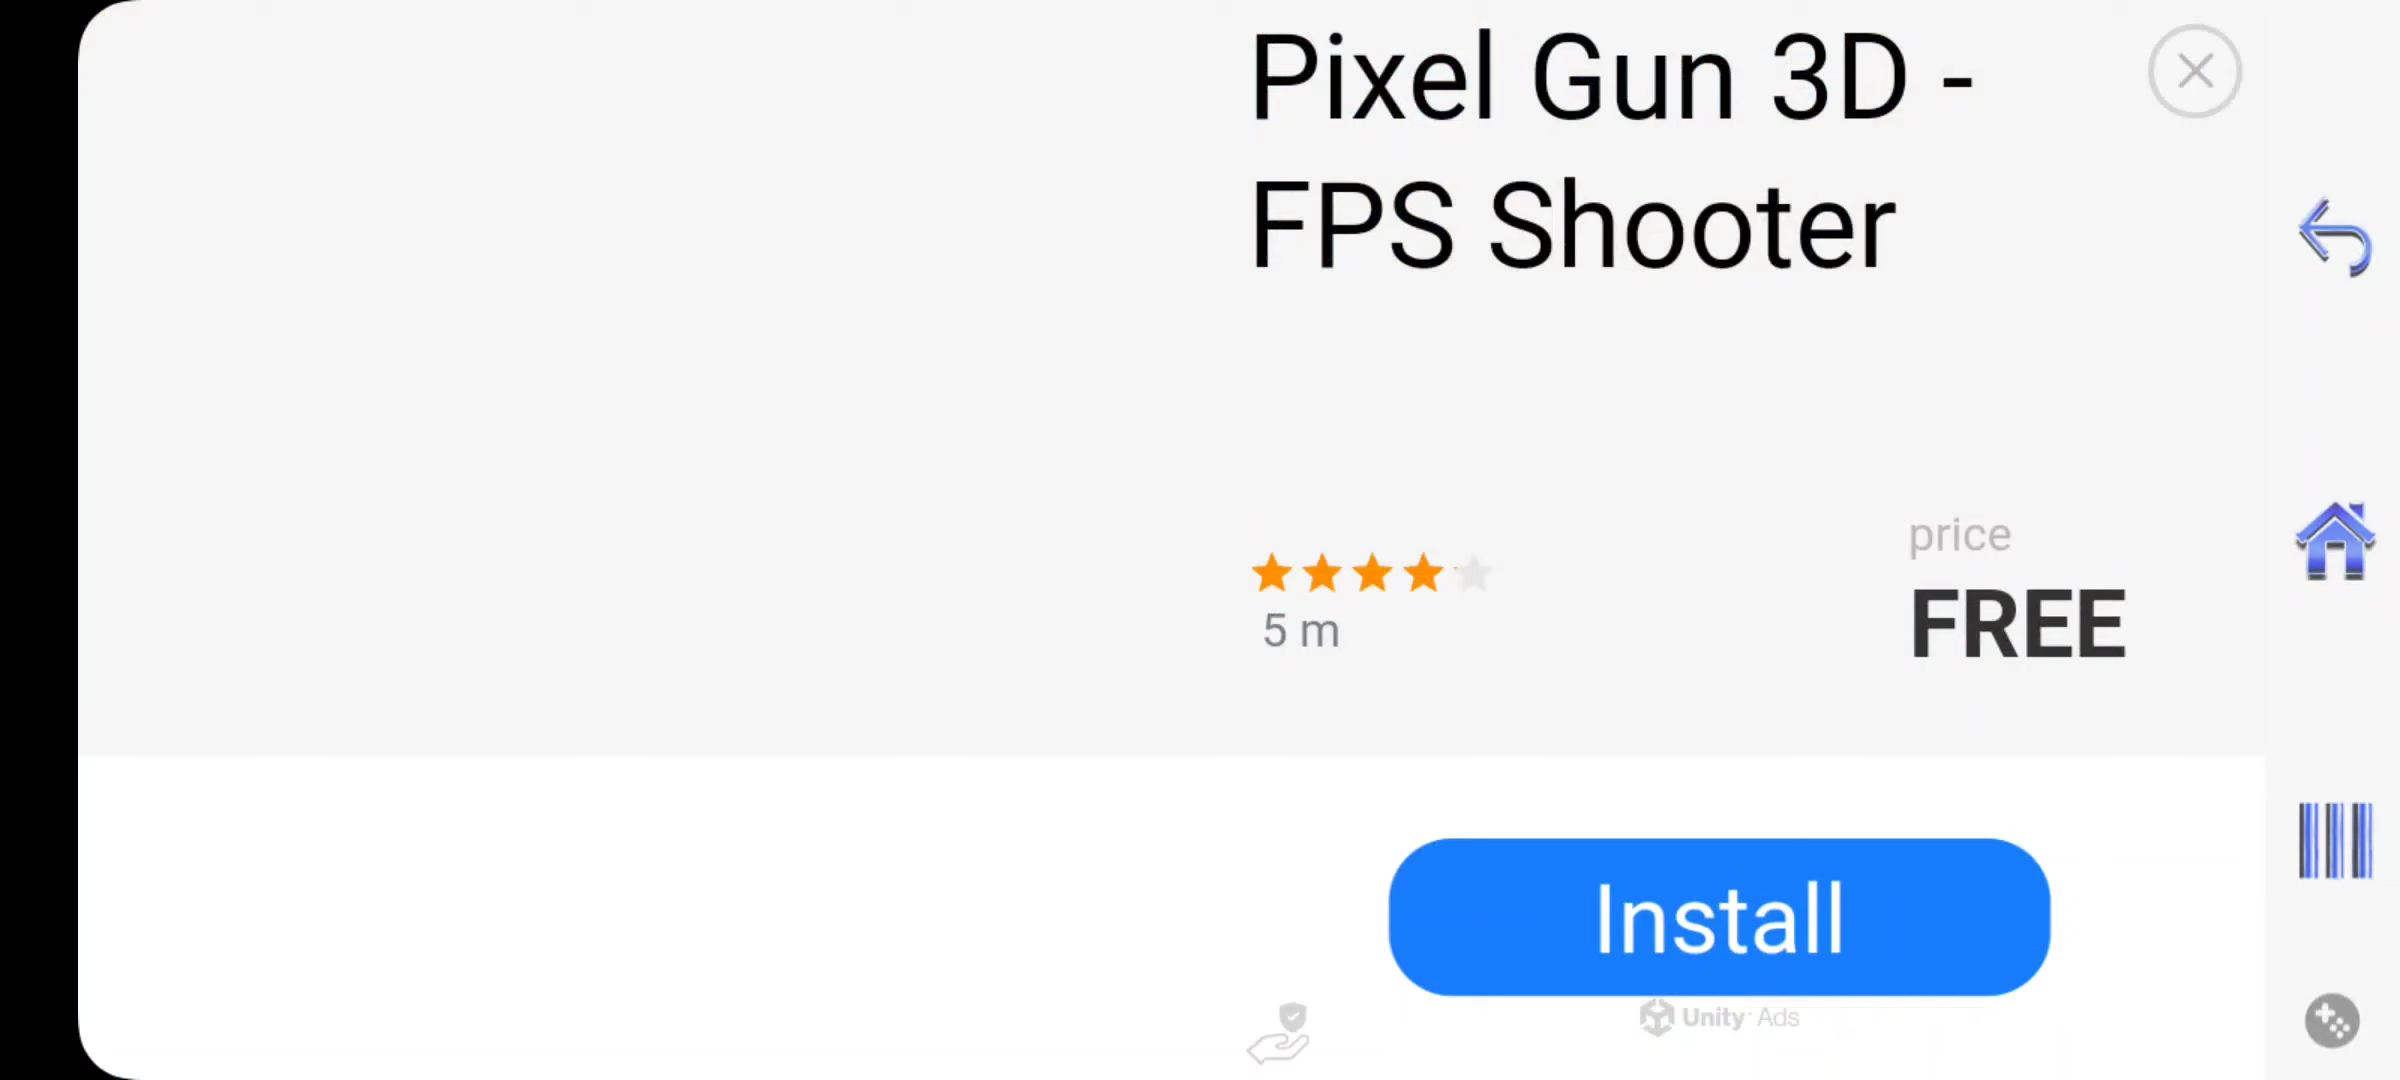 Pixel Gun 3D -
FPS Shooter
price
FREE
5 m
Install
Unity Ads